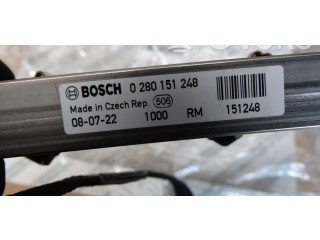 BOSCH 0 280 151 248
Made in Czech Rep. 506
08-07-22 1000 RM 151248